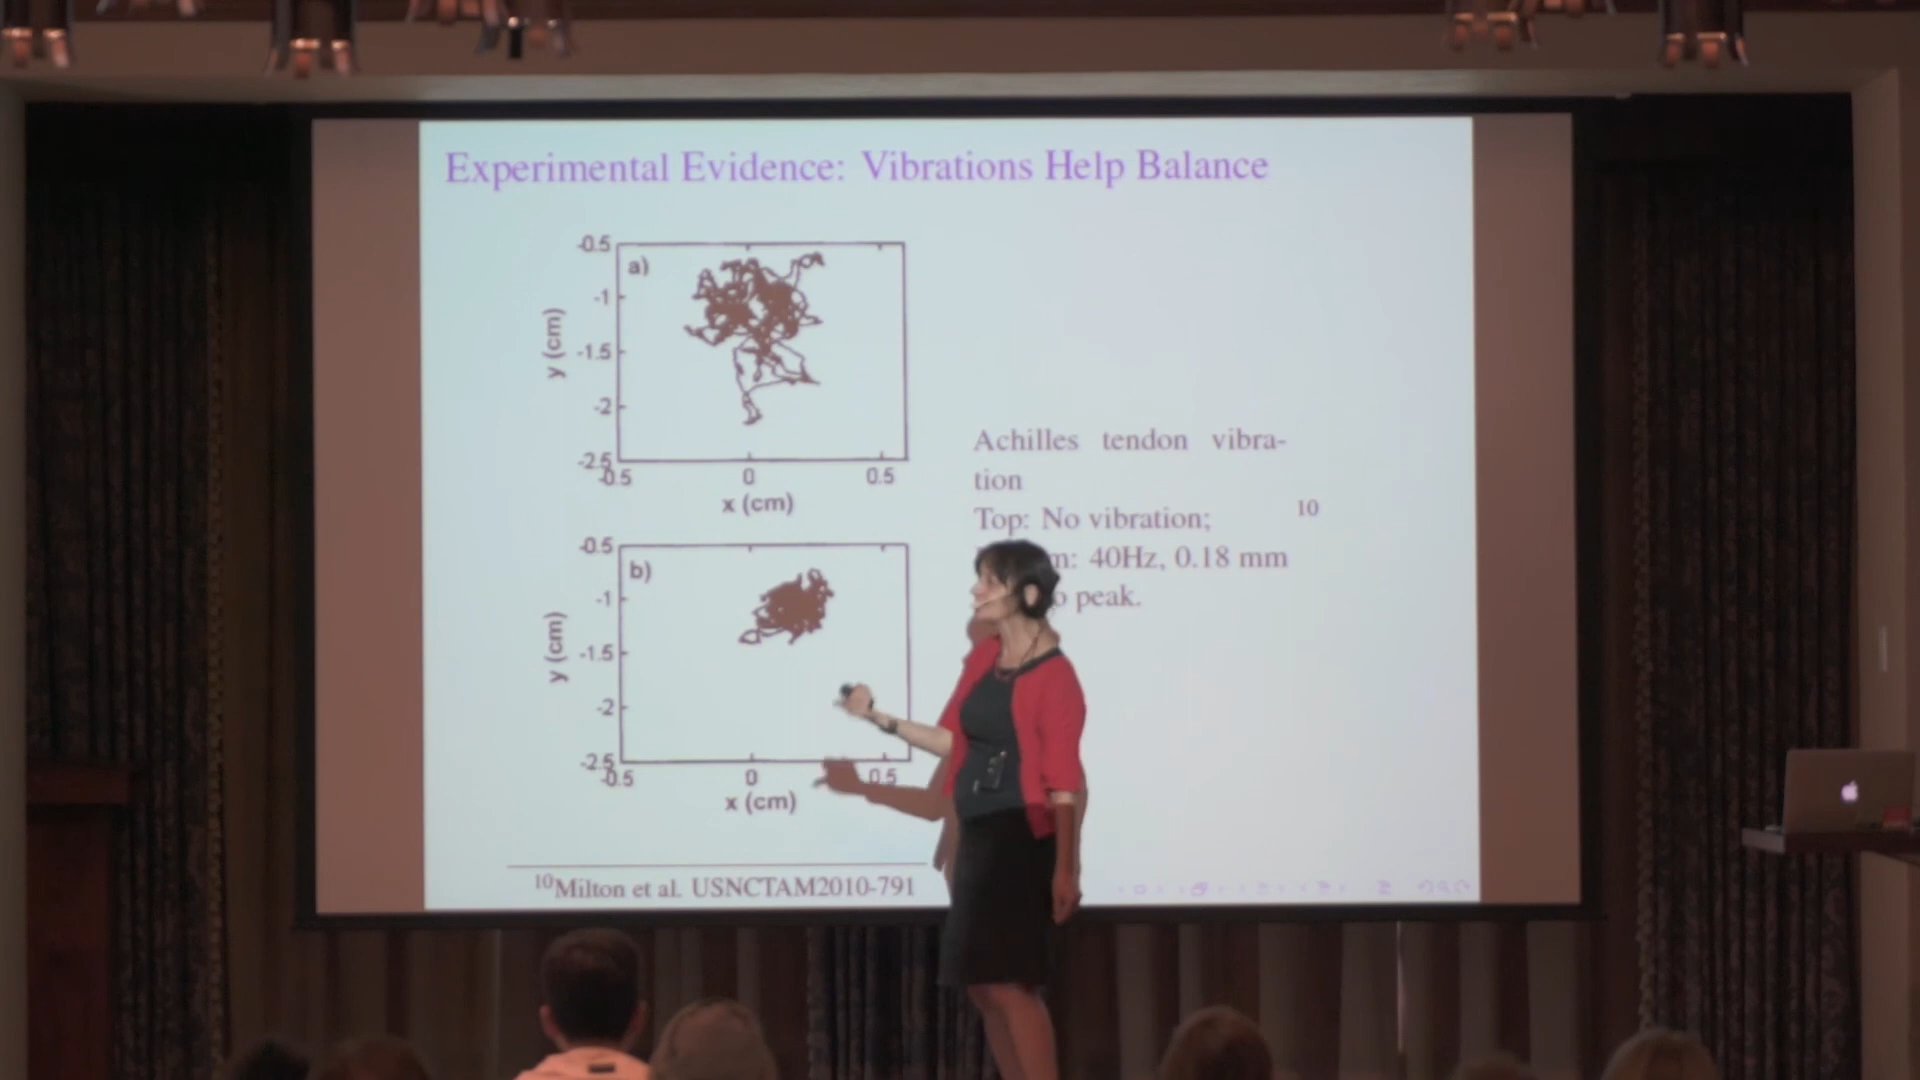 Experimental Evidence: Vibrations Help Balance
-0.5
a)
-1
-1.5
-2
-2.5
-0.5 0 0.5
x (cm)
y (cm)
-0.5
b)
-1
-1.5
-2
-2.5
-0.5 0 0.5
x (cm)
y (cm)
Achilles tendon vibra-
tion
Top: No vibration;
10
m: 40Hz, 0.18 mm
o peak.
10Milton et al. USNCTAM2010-791